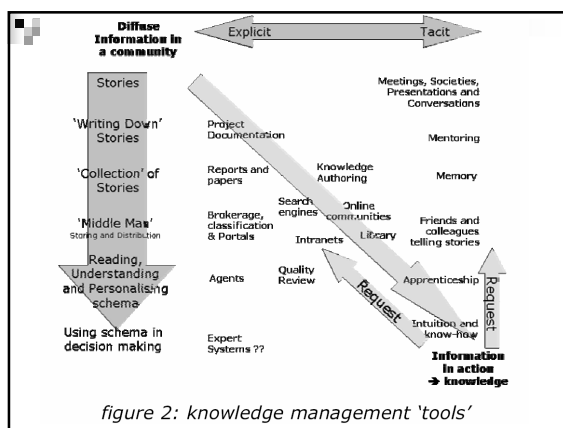 Diffuse
Information in
a community
Explicit
Tacit
Stories
Meetings, Societies,
Presentations and
Conversations
'Writing Down'
Stories
Project
Documentation
Mentoring
'Collection' of
Stories
Reports and
papers
Knowledge
Authoring
Memory
'Middle Man'
Storing and Distribution
Brokerage,
classification
& Portals
Search
engines
Online
communities
Intranets
Library
Friends and
colleagues
telling stories
Reading,
Understanding
and Personalising
schema
Agents
Quality
Review
Request
Apprenticeship
Request
Using schema in
decision making
Expert
Systems ??
Intuition and
know-how
Information
in action
→ knowledge
figure 2: knowledge management 'tools'